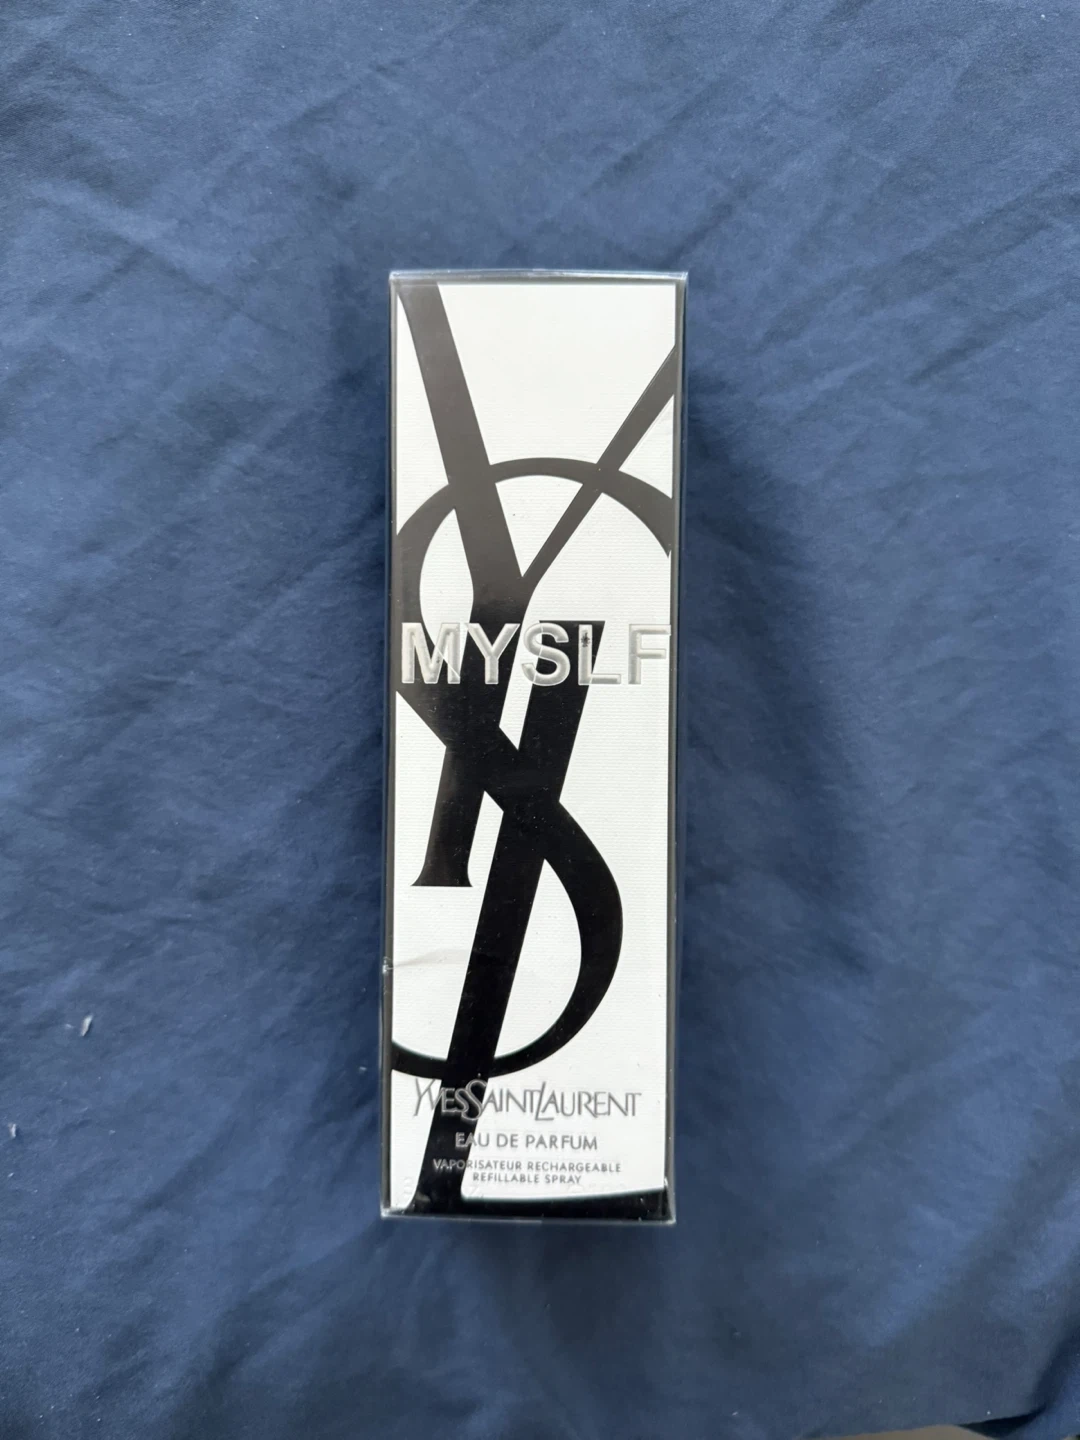 MYSLF
YVESSAINTLAURENT
EAU DE PARFUM
VAPORISATEUR RECHARGEABLE
REFILLABLE SPRAY